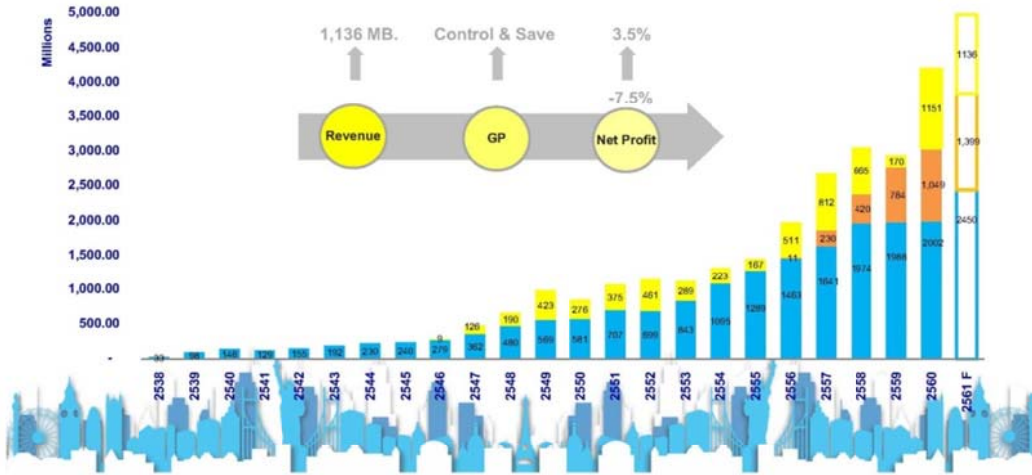 Millions
5,000.00
4,500.00
4,000.00
3,500.00
3,000.00
2,500.00
2,000.00
1,500.00
1,000.00
500.00
-
1,136 MB. Control & Save 3.5%
-7.5%
Revenue GP Net Profit
33 98 146 129 155 192 230 240 279 9 362 126 480 190 569 423 581 276 707 375 699 461 843 289 1095 223 1289 167 1463 11 511 1641 230 812 1974 420 665 1988 784 170 2002 1,049 1151 2450 1,399 1136
2538 2539 2540 2541 2542 2543 2544 2545 2546 2547 2548 2549 2550 2551 2552 2553 2554 2555 2556 2557 2558 2559 2560 2561 F